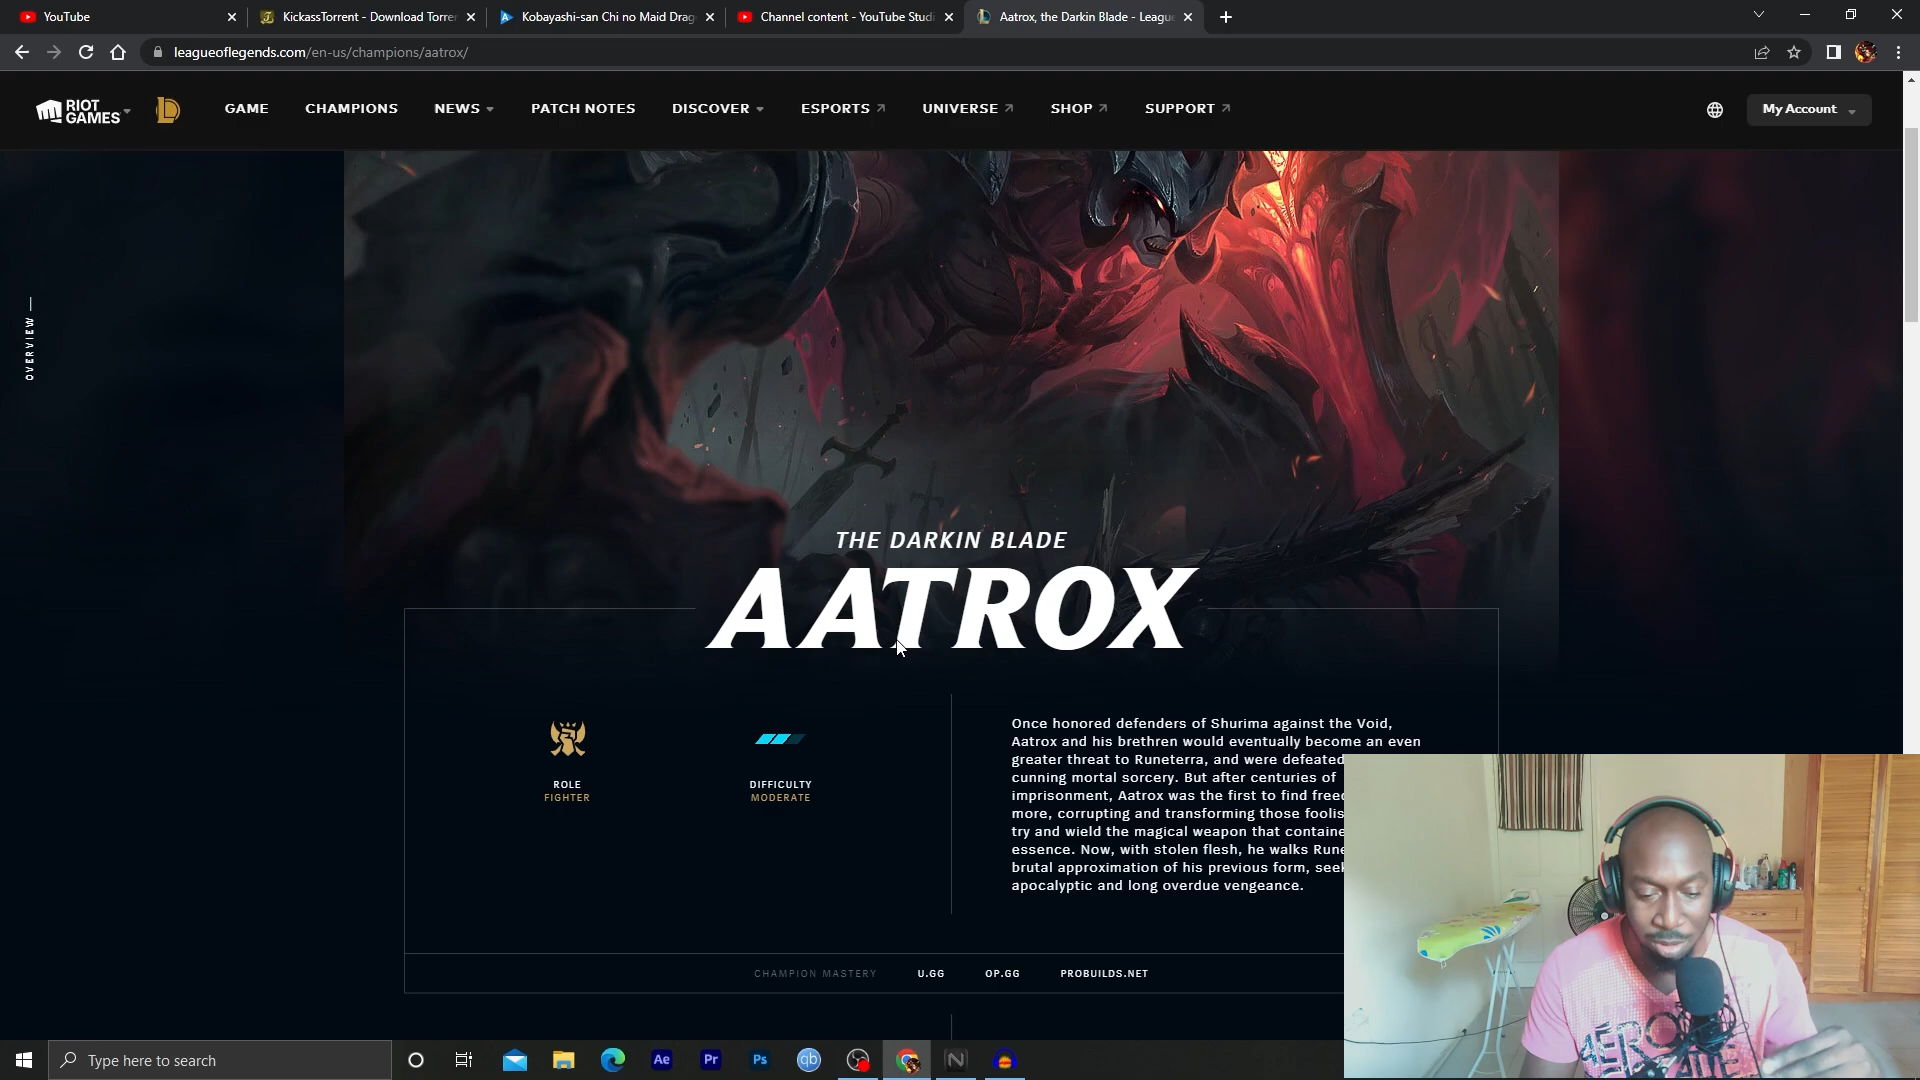 YouTube
KickassTorrent - Download Torrer
Kobayashi-san Chi no Maid Drag
Channel content - YouTube Studi
Aatrox, the Darkin Blade - Leagu
leagueoflegends.com/en-us/champions/aatrox/
RIOT GAMES
GAME
CHAMPIONS
NEWS
PATCH NOTES
DISCOVER
ESPORTS
UNIVERSE
SHOP
SUPPORT
My Account
OVERVIEW
THE DARKIN BLADE
AATROX
ROLE
FIGHTER
DIFFICULTY
MODERATE
Once honored defenders of Shurima against the Void,
Aatrox and his brethren would eventually become an even
greater threat to Runeterra, and were defeated
cunning mortal sorcery. But after centuries of
imprisonment, Aatrox was the first to find free
more, corrupting and transforming those foolis
try and wield the magical weapon that containe
essence. Now, with stolen flesh, he walks Rune
brutal approximation of his previous form, seek
apocalyptic and long overdue vengeance.
CHAMPION MASTERY
U.GG
OP.GG
PROBUILDS.NET
Type here to search
Ae
Pr
Ps
qb
N